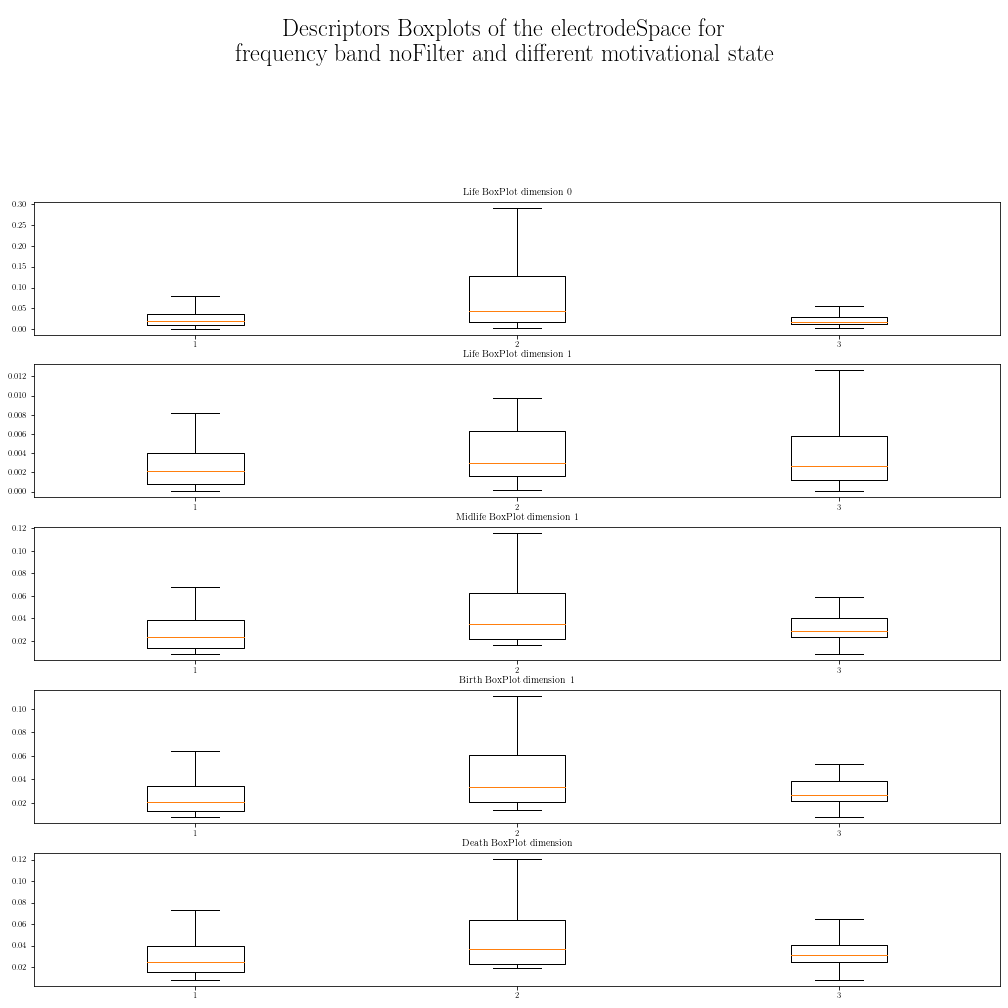 Descriptors Boxplots of the electrodeSpace for
frequency band noFilter and different motivational state
Life BoxPlot dimension 0
0.30
0.25
0.20
0.15
0.10
0.05
0.00
1 2 3
Life BoxPlot dimension 1
0.012
0.010
0.008
0.006
0.004
0.002
0.000
1 2 3
Midlife BoxPlot dimension 1
0.12
0.10
0.08
0.06
0.04
0.02
1 2 3
Birth BoxPlot dimension 1
0.10
0.08
0.06
0.04
0.02
1 2 3
Death BoxPlot dimension
0.12
0.10
0.08
0.06
0.04
0.02
1 2 3